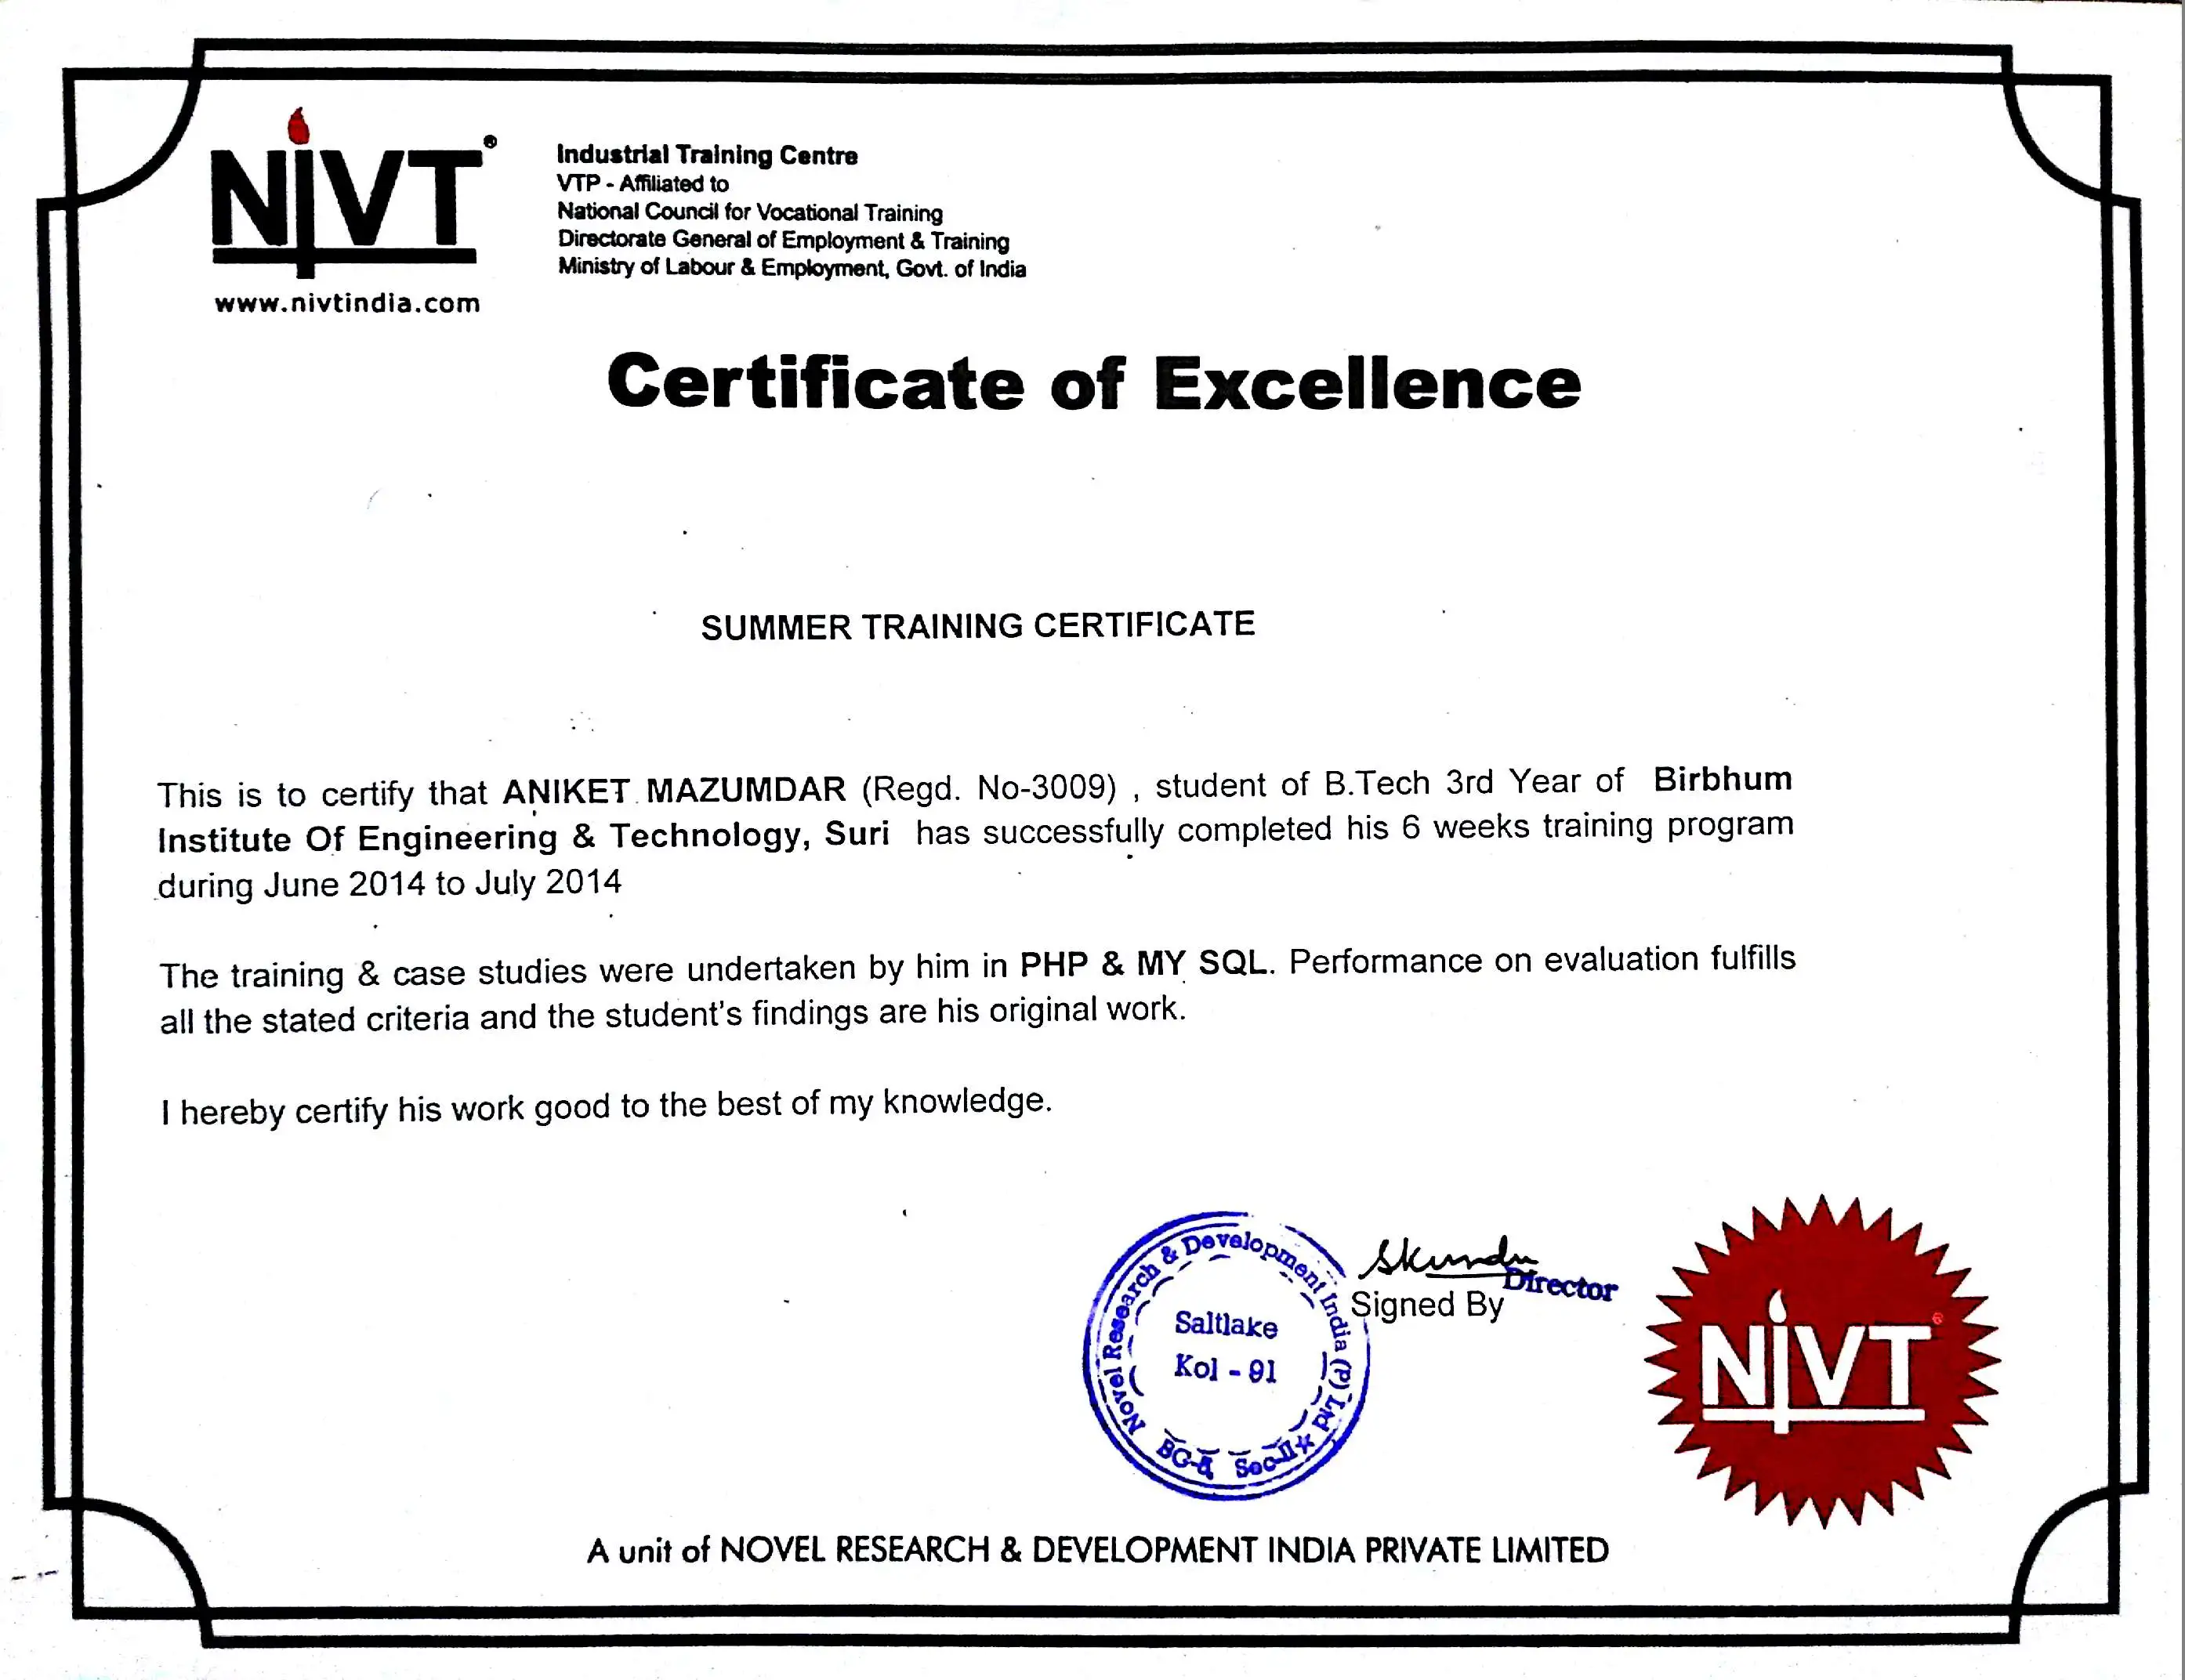 NiVT®
www.nivtindia.com
Industrial Training Centre
VTP - Affiliated to
National Council for Vocational Training
Directorate General of Employment & Training
Ministry of Labour & Employment, Govt. of India
Certificate of Excellence
SUMMER TRAINING CERTIFICATE
This is to certify that ANIKET MAZUMDAR (Regd. No-3009) , student of B.Tech 3rd Year of Birbhum
Institute Of Engineering & Technology, Suri has successfully completed his 6 weeks training program
during June 2014 to July 2014
The training & case studies were undertaken by him in PHP & MY SQL. Performance on evaluation fulfills
all the stated criteria and the student's findings are his original work.
I hereby certify his work good to the best of my knowledge.
Novel Research & Development India (P) Ltd
Saltlake
Kol - 91
Sec-II
Skundu
Director
Signed By
NiVT®
A unit of NOVEL RESEARCH & DEVELOPMENT INDIA PRIVATE LIMITED